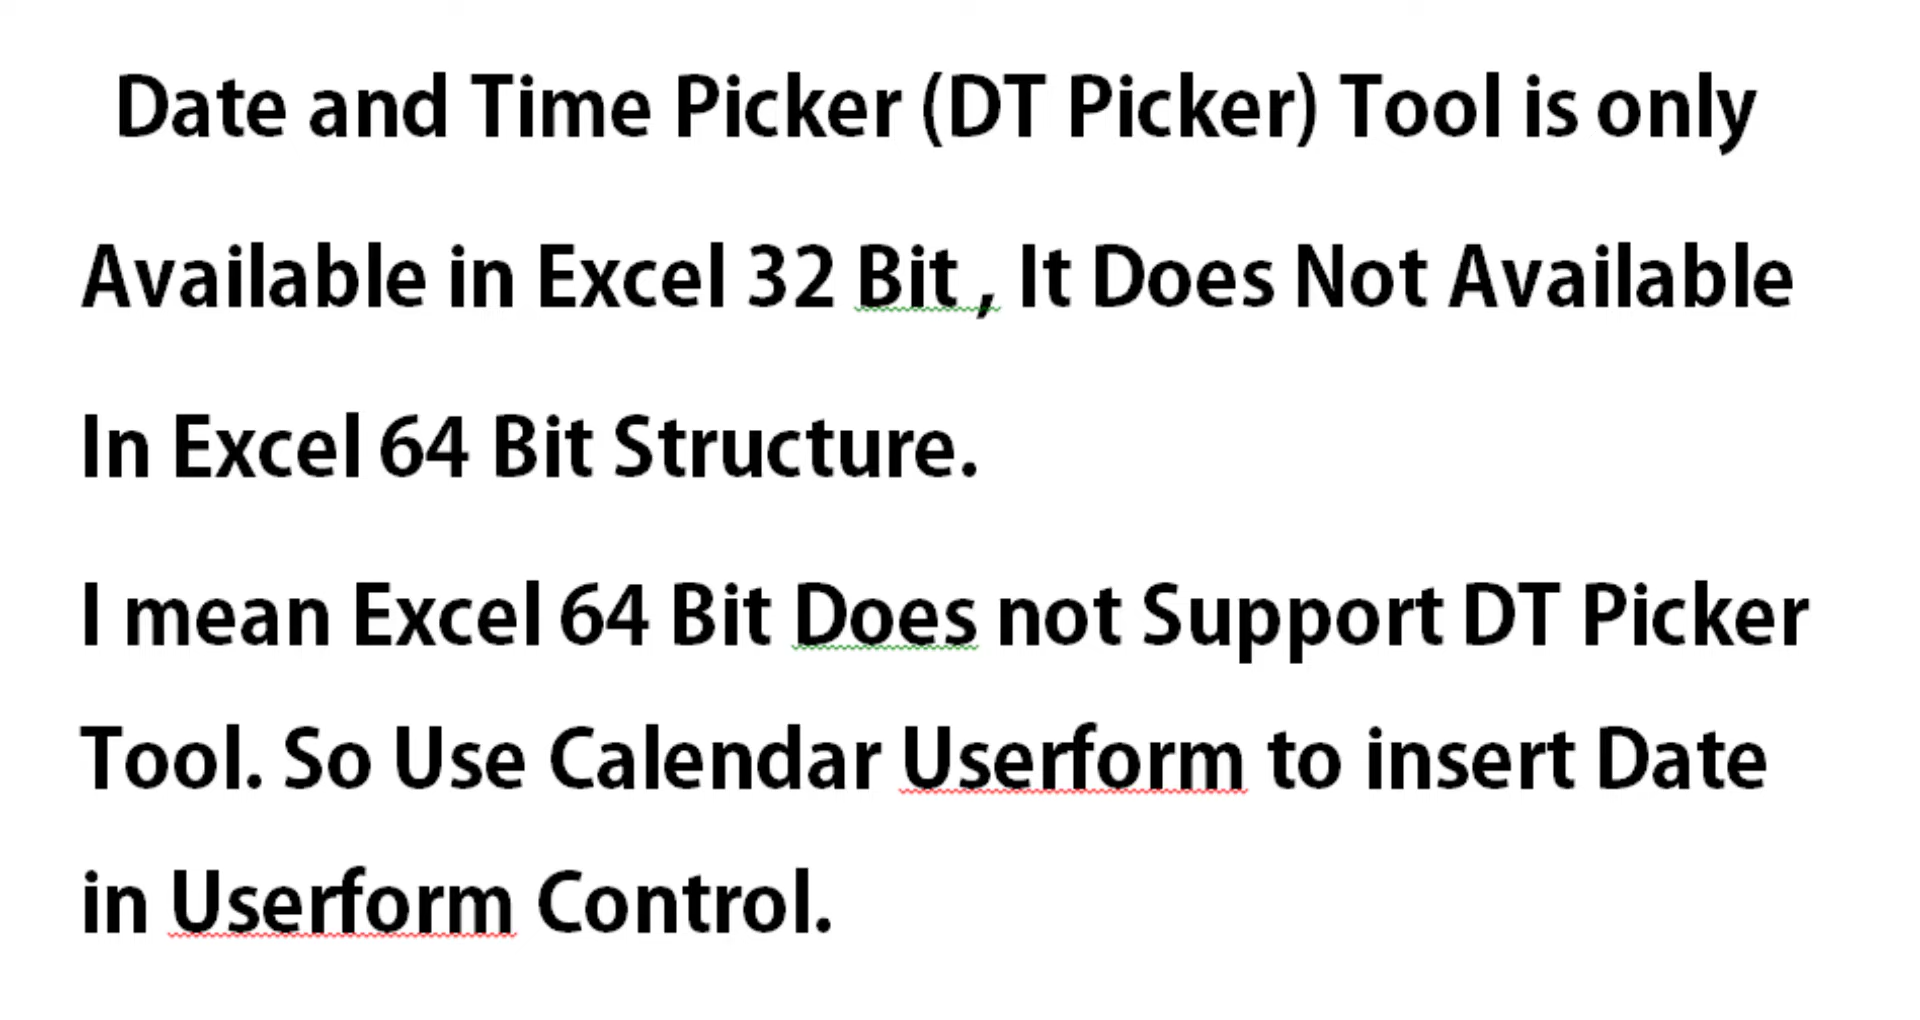 Date and Time Picker (DT Picker) Tool is only
Available in Excel 32 Bit , It Does Not Available
In Excel 64 Bit Structure.
I mean Excel 64 Bit Does not Support DT Picker
Tool. So Use Calendar Userform to insert Date
in Userform Control.